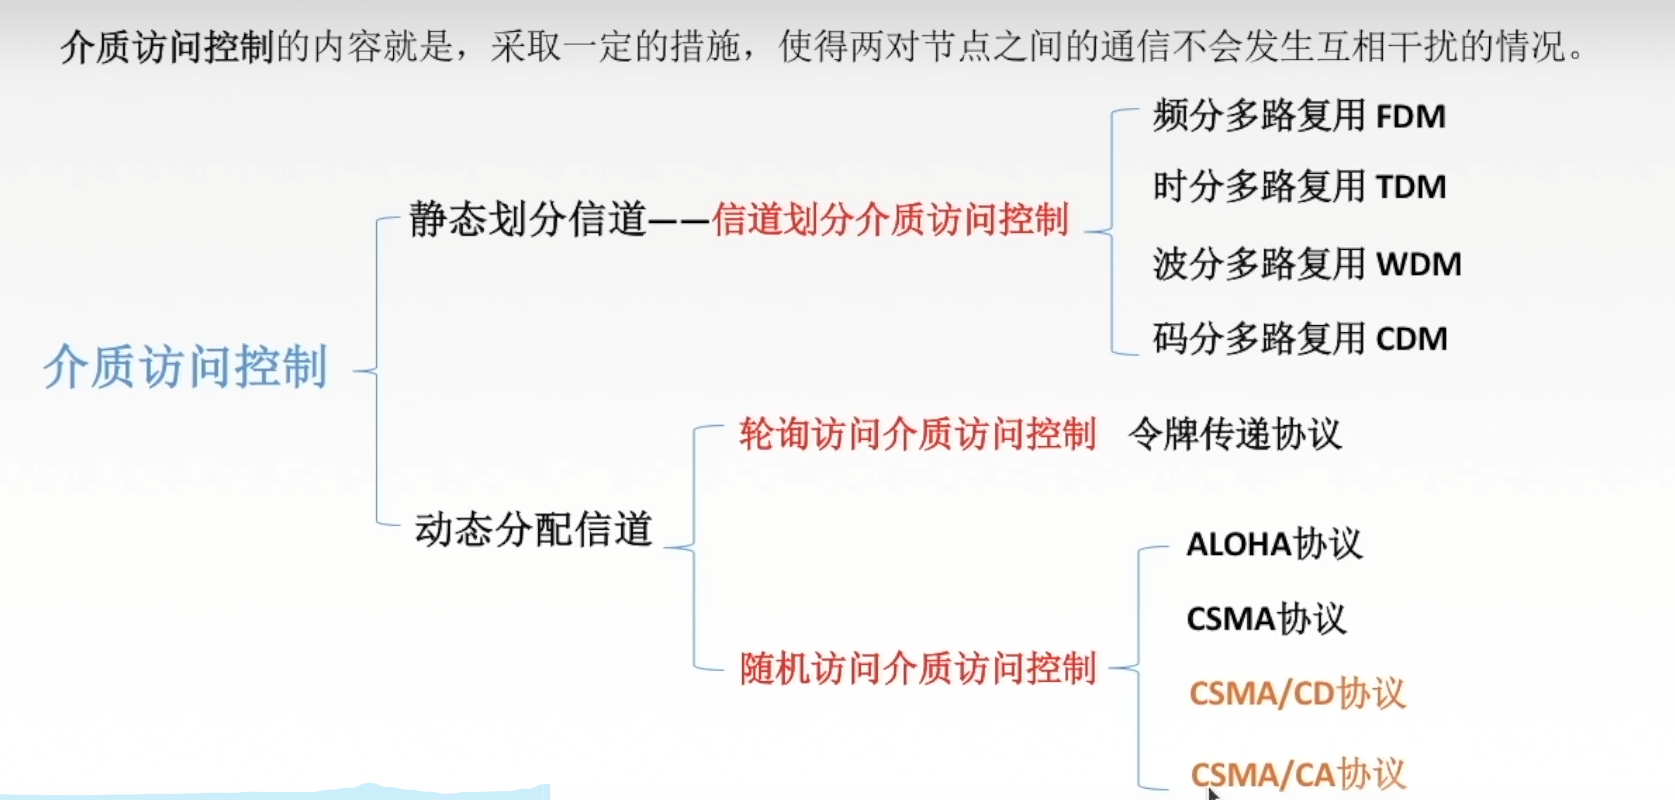 介质访问控制的内容就是，采取一定的措施，使得两对节点之间的通信不会发生互相干扰的情况。
介质访问控制
静态划分信道——信道划分介质访问控制
频分多路复用 FDM
时分多路复用 TDM
波分多路复用 WDM
码分多路复用 CDM
动态分配信道
轮询访问介质访问控制 令牌传递协议
随机访问介质访问控制
ALOHA协议
CSMA协议
CSMA/CD协议
CSMA/CA协议